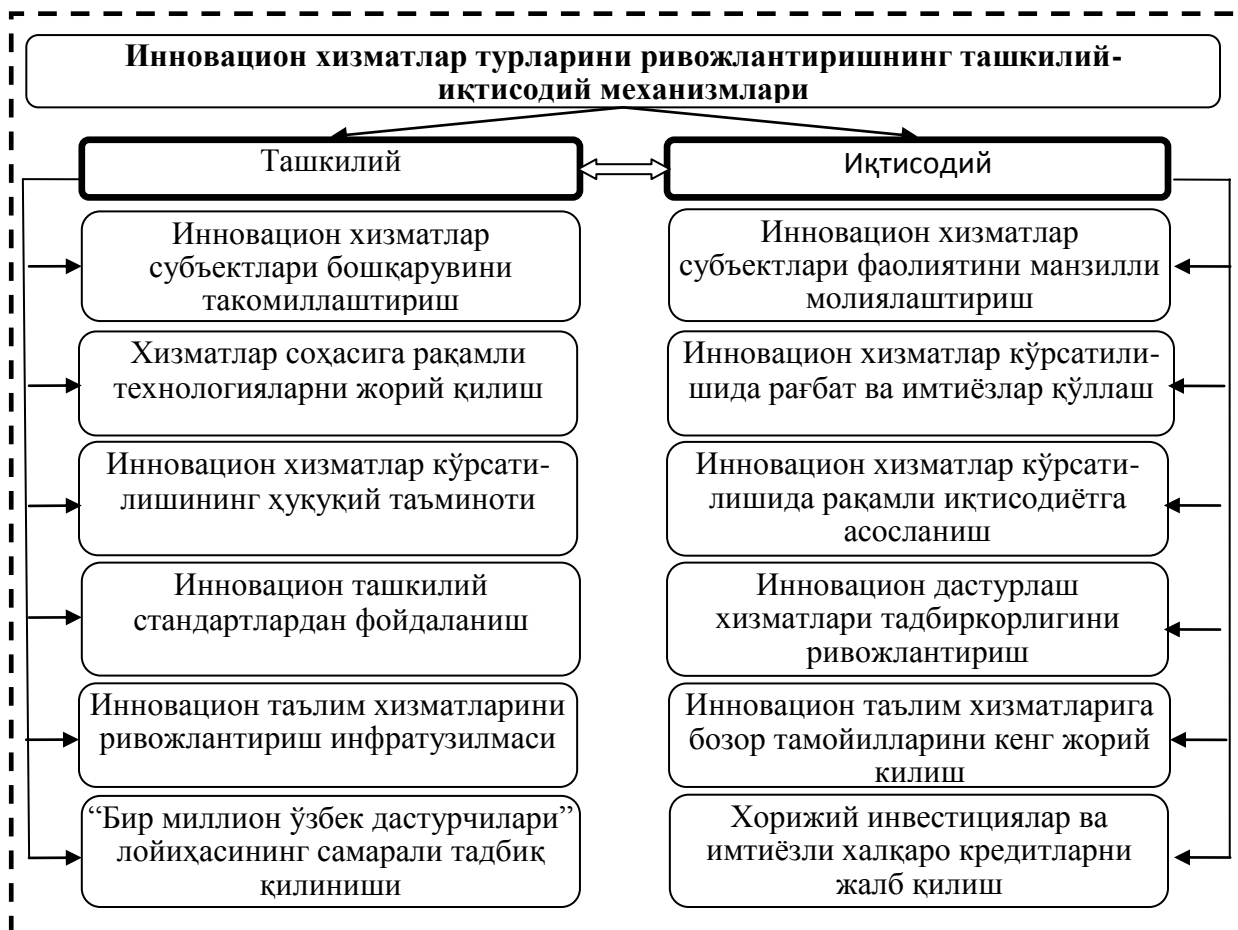 Инновацион хизматлар турларини ривожлантиришнинг ташкилий-
иқтисодий механизмлари
Ташкилий
Инновацион хизматлар
субъектлари бошқарувини
такомиллаштириш
Хизматлар соҳасига рақамли
технологияларни жорий қилиш
Инновацион хизматлар кўрсати-
лишининг ҳуқуқий таъминоти
Инновацион ташкилий
стандартлардан фойдаланиш
Инновацион таълим хизматларини
ривожлантириш инфратузилмаси
“Бир миллион ўзбек дастурчилари”
лойиҳасининг самарали тадбиқ
қилиниши
Иқтисодий
Инновацион хизматлар
субъектлари фаолиятини манзилли
молиялаштириш
Инновацион хизматлар кўрсатили-
шида рағбат ва имтиёзлар қўллаш
Инновацион хизматлар кўрсати-
лишида рақамли иқтисодиётга
асосланиш
Инновацион дастурлаш
хизматлари тадбиркорлигини
ривожлантириш
Инновацион таълим хизматларига
бозор тамойилларини кенг жорий
килиш
Хорижий инвестициялар ва
имтиёзли халқаро кредитларни
жалб қилиш